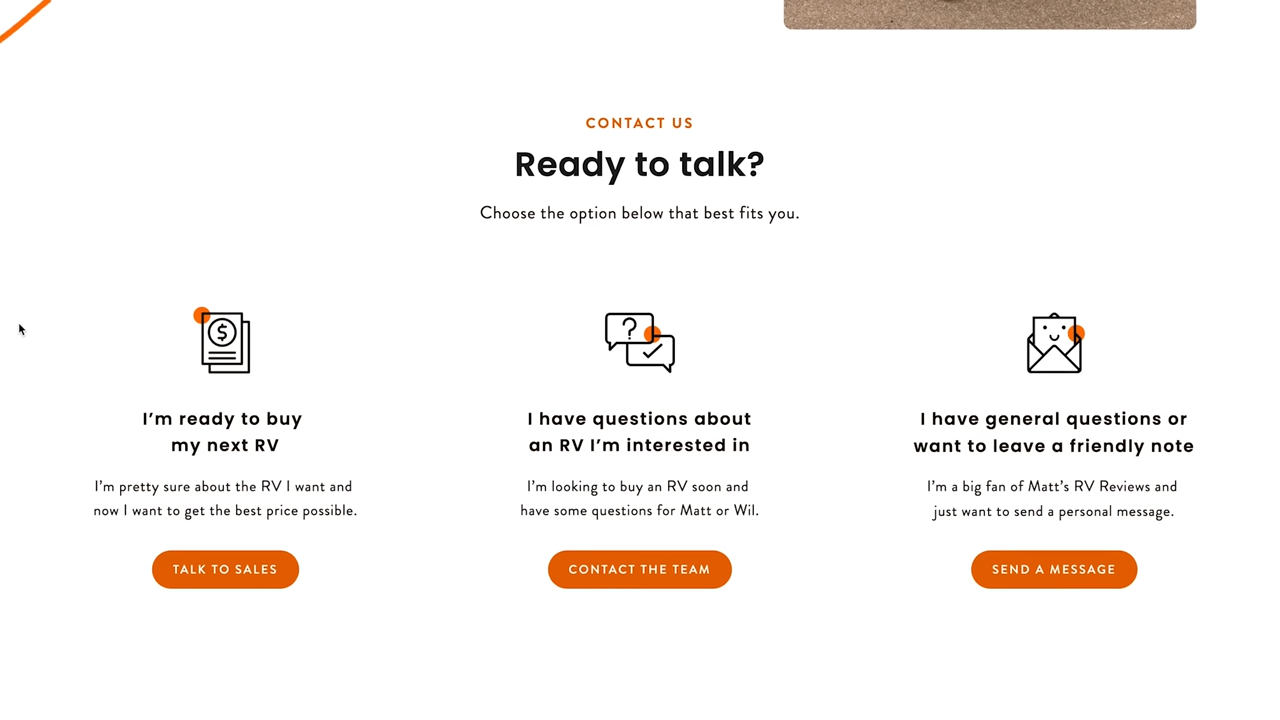 CONTACT US
Ready to talk?
Choose the option below that best fits you.
I’m ready to buy
my next RV
I’m pretty sure about the RV I want and
now I want to get the best price possible.
TALK TO SALES
I have questions about
an RV I’m interested in
I’m looking to buy an RV soon and
have some questions for Matt or Wil.
CONTACT THE TEAM
I have general questions or
want to leave a friendly note
I’m a big fan of Matt’s RV Reviews and
just want to send a personal message.
SEND A MESSAGE